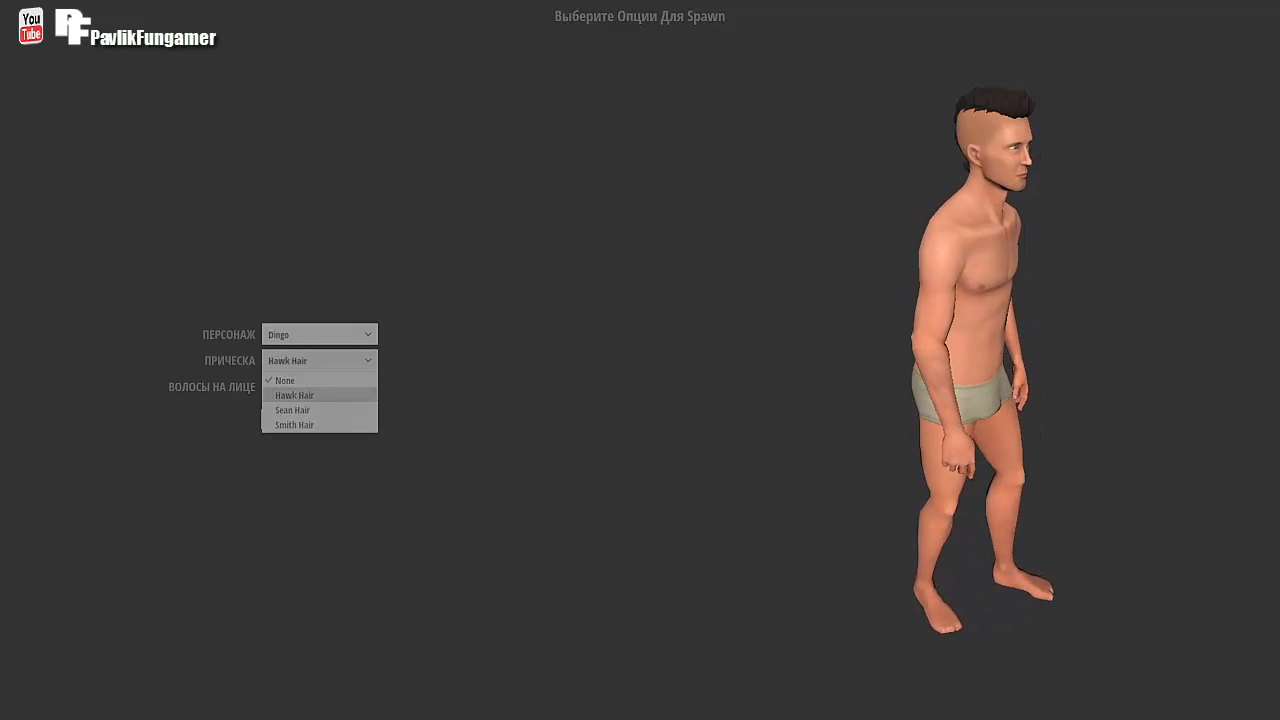 You
Tube
PF
PavlikFungamer
Выберите Опции Для Spawn
ПЕРСОНАЖ Dingo
ПРИЧЕСКА Hawk Hair
ВОЛОСЫ НА ЛИЦЕ
None
Hawk Hair
Sean Hair
Smith Hair